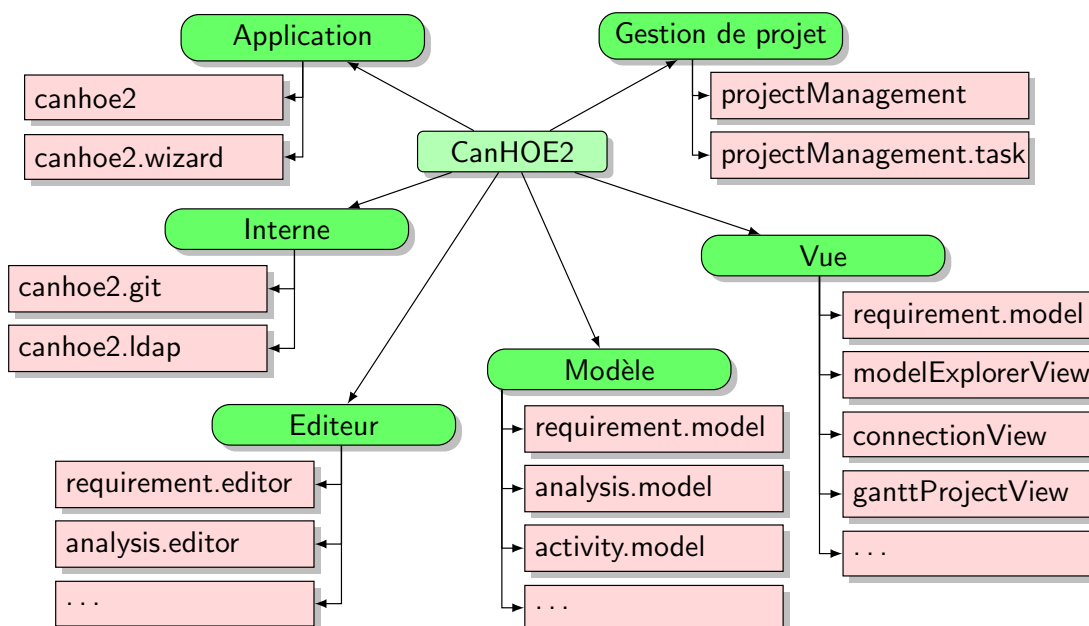 Application
canhoe2
canhoe2.wizard
Gestion de projet
projectManagement
projectManagement.task
CanHOE2
Interne
canhoe2.git
canhoe2.ldap
Vue
requirement.model
modelExplorerView
connectionView
ganttProjectView
...
Modèle
requirement.model
analysis.model
activity.model
...
Editeur
requirement.editor
analysis.editor
...